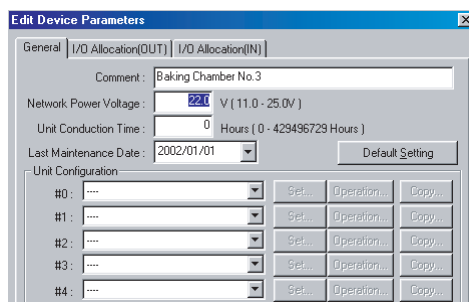 Edit Device Parameters
General I/O Allocation(OUT) I/O Allocation(IN)
Comment : Baking Chamber No.3
Network Power Voltage : 22.0 V ( 11.0 - 25.0V )
Unit Conduction Time : 0 Hours ( 0 - 429496729 Hours )
Last Maintenance Date : 2002/01/01 Default Setting
Unit Configuration
#0 : ---- Set... Operation... Copy...
#1 : ---- Set... Operation... Copy...
#2 : ---- Set... Operation... Copy...
#3 : ---- Set... Operation... Copy...
#4 : ---- Set... Operation... Copy...